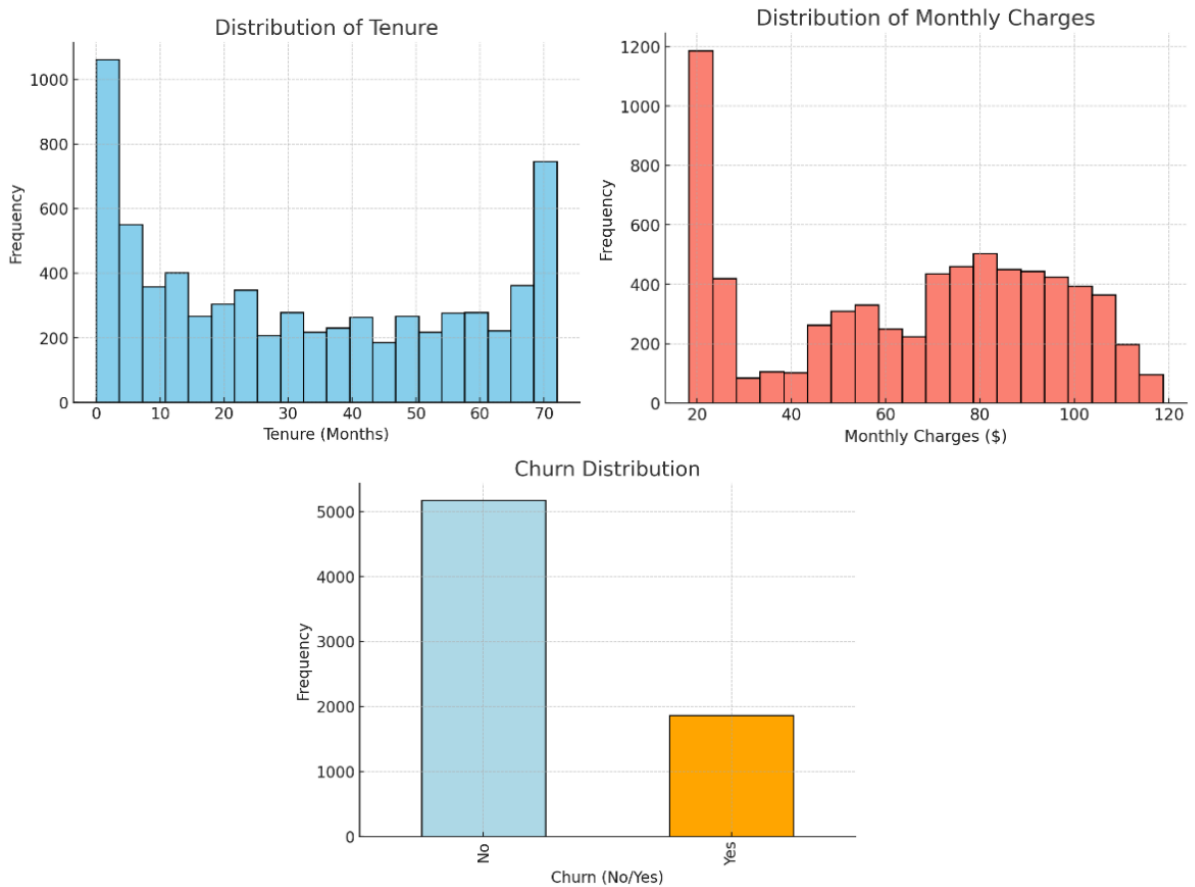 Distribution of Tenure
1000
800
600
400
200
0
Frequency
0 10 20 30 40 50 60 70
Tenure (Months)
Distribution of Monthly Charges
1200
1000
800
600
400
200
0
Frequency
20 40 60 80 100 120
Monthly Charges ($)
Churn Distribution
5000
4000
3000
2000
1000
0
Frequency
No Yes
Churn (No/Yes)